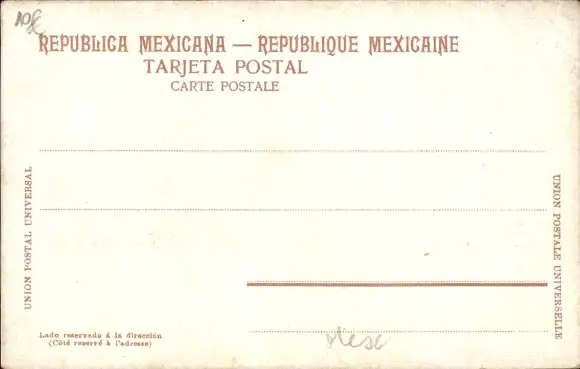 REPUBLICA MEXICANA — REPUBLIQUE MEXICAINE
TARJETA POSTAL
CARTE POSTALE
UNION POSTAL UNIVERSAL
UNION POSTALE UNIVERSELLE
Lado reservado á la dirección
(Côté reservé à l'adresse)